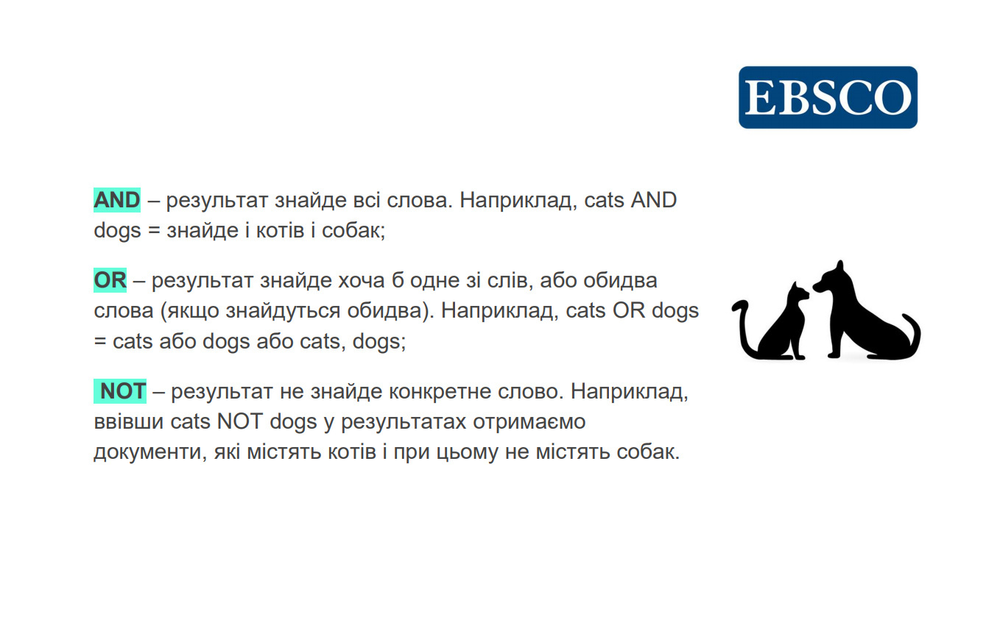 EBSCO
AND – результат знайде всі слова. Наприклад, cats AND
dogs = знайде і котів і собак;
OR – результат знайде хоча б одне зі слів, або обидва
слова (якщо знайдуться обидва). Наприклад, cats OR dogs
= cats або dogs або cats, dogs;
NOT – результат не знайде конкретне слово. Наприклад,
ввівши cats NOT dogs у результатах отримаємо
документи, які містять котів і при цьому не містять собак.